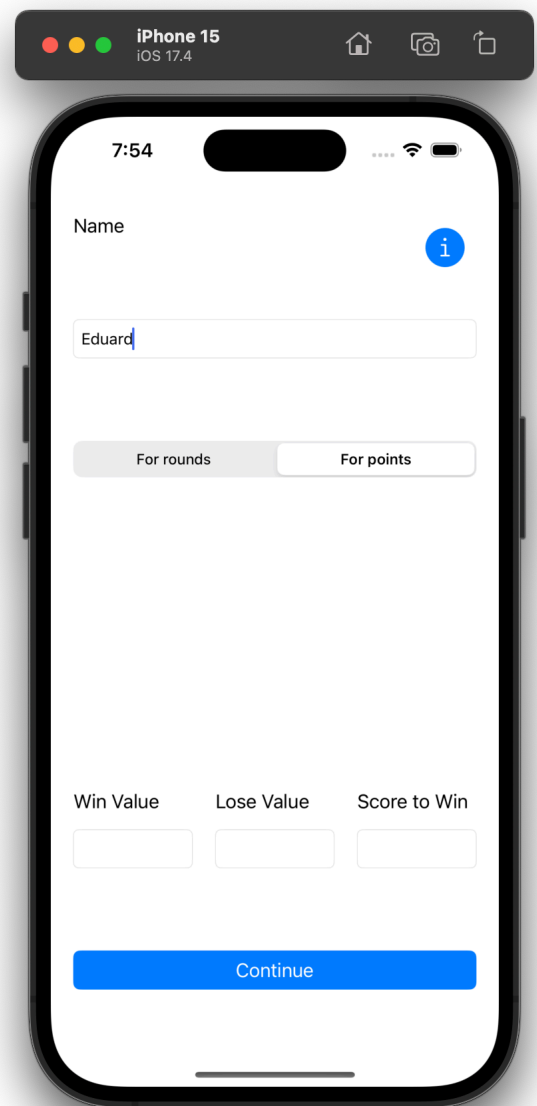 iPhone 15
iOS 17.4
7:54
Name
i
Eduard
For rounds For points
Win Value Lose Value Score to Win
Continue